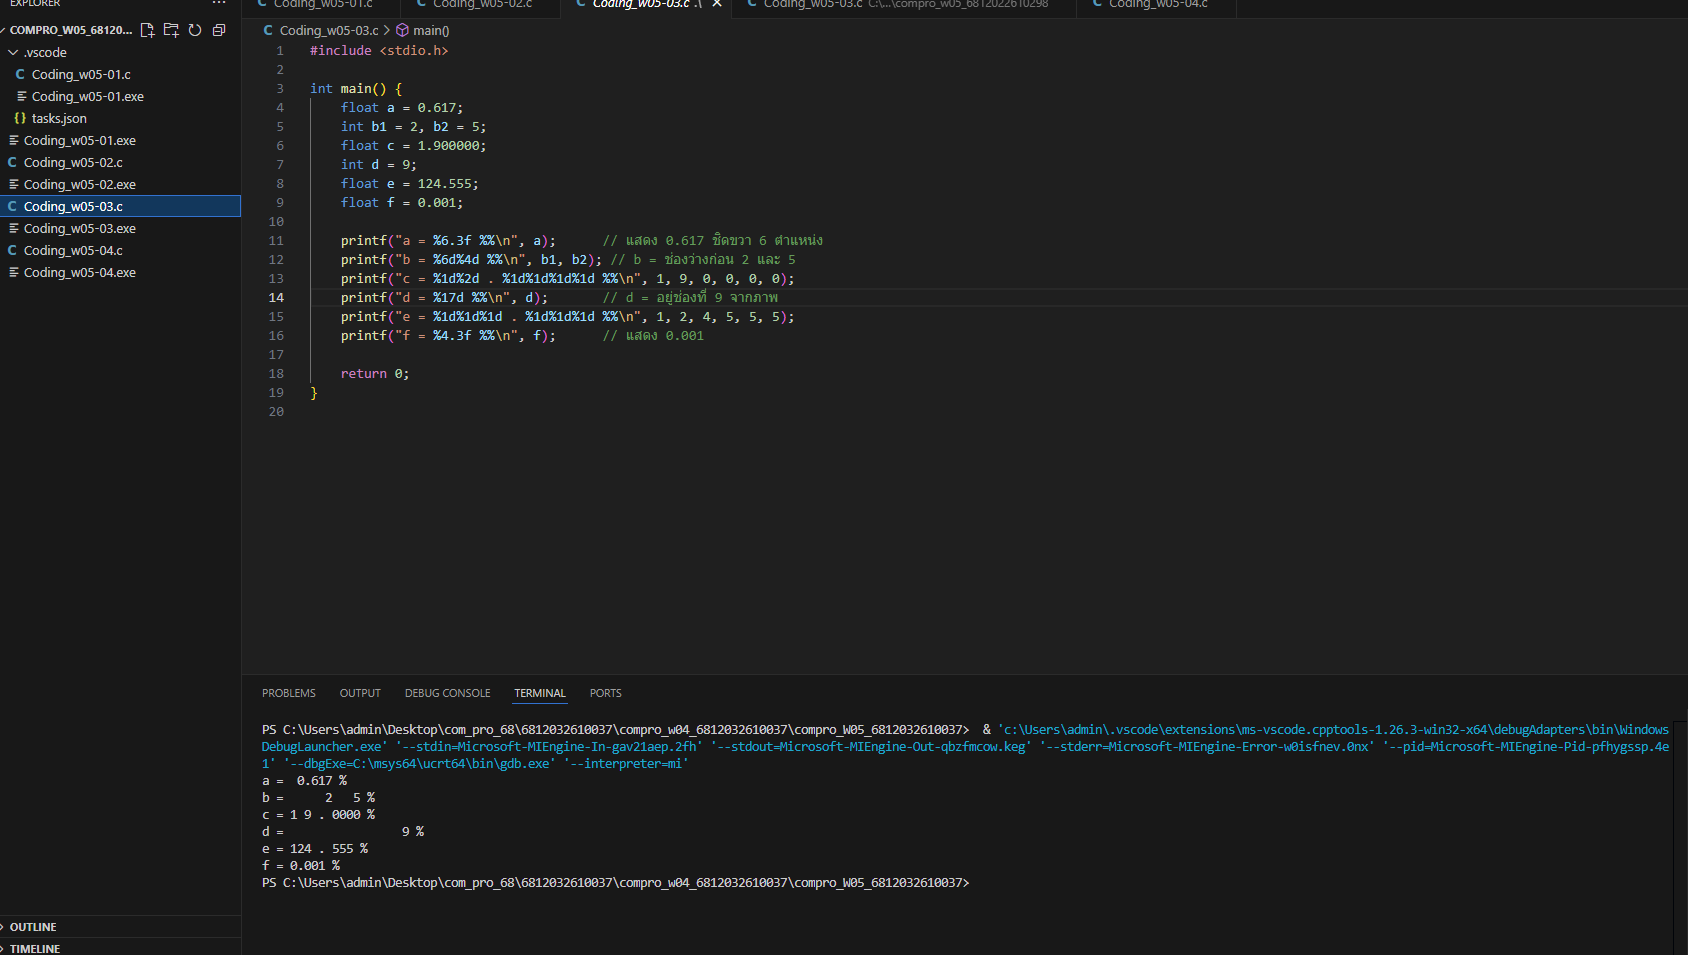 EXPLORER ...
Coding_w05-01.c Coding_w05-02.c Coding_w05-03.c .\ Coding_w05-03.c C:\...\compro_w05_6812022610298 Coding_w05-04.c
COMPRO_W05_68120...
.vscode
C Coding_w05-01.c
Coding_w05-01.exe
{} tasks.json
Coding_w05-01.exe
C Coding_w05-02.c
Coding_w05-02.exe
C Coding_w05-03.c
Coding_w05-03.exe
C Coding_w05-04.c
Coding_w05-04.exe
OUTLINE
TIMELINE
C Coding_w05-03.c > main()
1 #include <stdio.h>
2
3 int main() {
4 float a = 0.617;
5 int b1 = 2, b2 = 5;
6 float c = 1.900000;
7 int d = 9;
8 float e = 124.555;
9 float f = 0.001;
10
11 printf("a = %6.3f %%\n", a); // แสดง 0.617 ชิดขวา 6 ตำแหน่ง
12 printf("b = %6d%4d %%\n", b1, b2); // b = ช่องว่างก่อน 2 และ 5
13 printf("c = %1d%2d . %1d%1d%1d%1d %%\n", 1, 9, 0, 0, 0, 0);
14 printf("d = %17d %%\n", d); // d = อยู่ช่องที่ 9 จากภาพ
15 printf("e = %1d%1d%1d . %1d%1d%1d %%\n", 1, 2, 4, 5, 5, 5);
16 printf("f = %4.3f %%\n", f); // แสดง 0.001
17
18 return 0;
19 }
20
PROBLEMS OUTPUT DEBUG CONSOLE TERMINAL PORTS
PS C:\Users\admin\Desktop\com_pro_68\6812032610037\compro_w04_6812032610037\compro_W05_6812032610037> & 'c:\Users\admin\.vscode\extensions\ms-vscode.cpptools-1.26.3-win32-x64\debugAdapters\bin\Windows
DebugLauncher.exe' '--stdin=Microsoft-MIEngine-In-gav21aep.2fh' '--stdout=Microsoft-MIEngine-Out-qbzfmcow.keg' '--stderr=Microsoft-MIEngine-Error-w0isfnev.0nx' '--pid=Microsoft-MIEngine-Pid-pfhygssp.4e
1' '--dbgExe=C:\msys64\ucrt64\bin\gdb.exe' '--interpreter=mi'
a =  0.617 %
b =      2   5 %
c = 1 9 . 0000 %
d =                 9 %
e = 124 . 555 %
f = 0.001 %
PS C:\Users\admin\Desktop\com_pro_68\6812032610037\compro_w04_6812032610037\compro_W05_6812032610037>